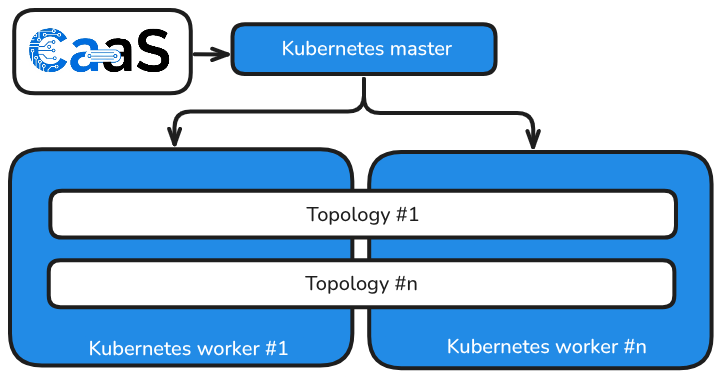 CaaS
Kubernetes master
Topology #1
Topology #n
Kubernetes worker #1
Kubernetes worker #n